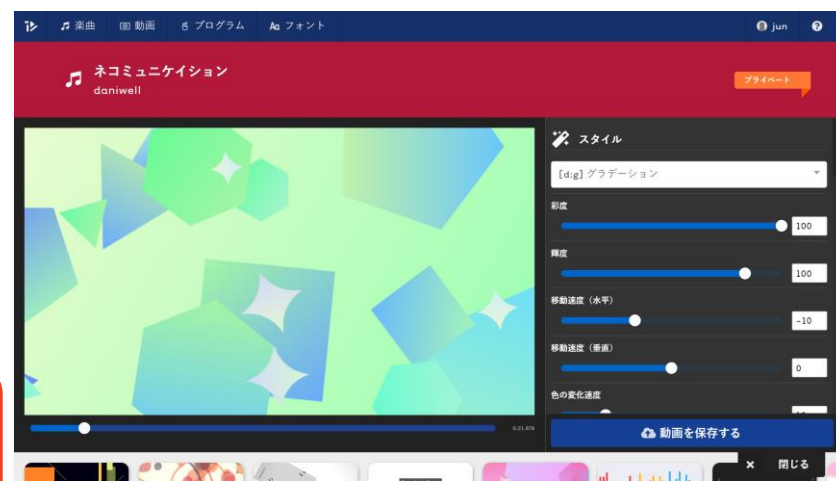 楽曲
動画
プログラム
Aa フォント
jun
?
ネコミュニケイション
daniwell
プライベート
スタイル
[d:g] グラデーション
彩度
100
輝度
100
移動速度（水平）
-10
移動速度（垂直）
0
色の変化速度
動画を保存する
× 閉じる